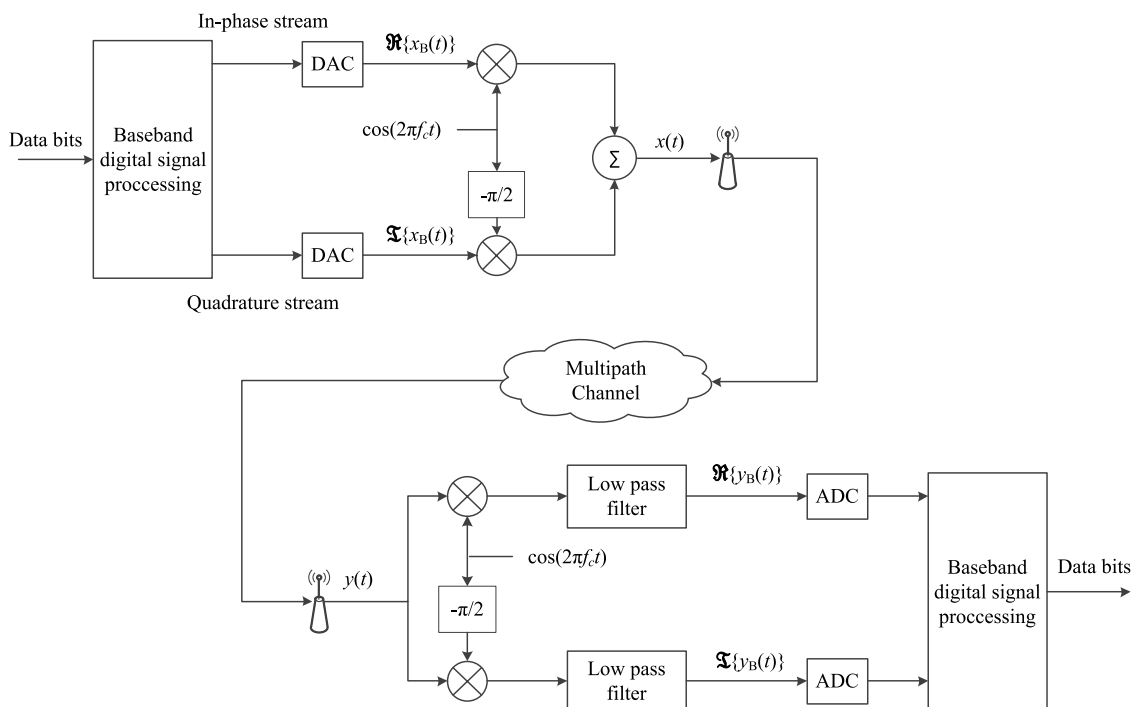 In-phase stream
DAC
ℜ{x_B(t)}
Data bits
Baseband
digital signal
proccessing
cos(2πf_ct)
Σ
x(t)
-π/2
DAC
𝕿{x_B(t)}
Quadrature stream
Multipath
Channel
Low pass
filter
ℜ{y_B(t)}
ADC
cos(2πf_ct)
y(t)
-π/2
Baseband
digital signal
proccessing
Data bits
Low pass
filter
𝕿{y_B(t)}
ADC